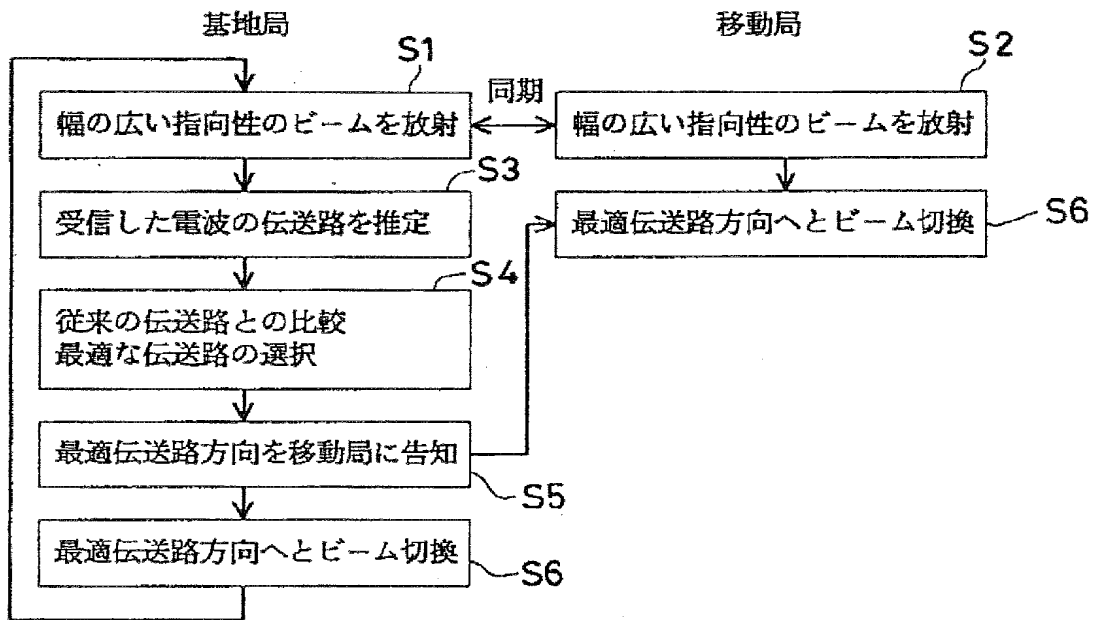 基地局
移動局
S1
S2
同期
幅の広い指向性のビームを放射
幅の広い指向性のビームを放射
S3
受信した電波の伝送路を推定
最適伝送路方向へとビーム切換
S6
S4
従来の伝送路との比較
最適な伝送路の選択
最適伝送路方向を移動局に告知
S5
最適伝送路方向へとビーム切換
S6